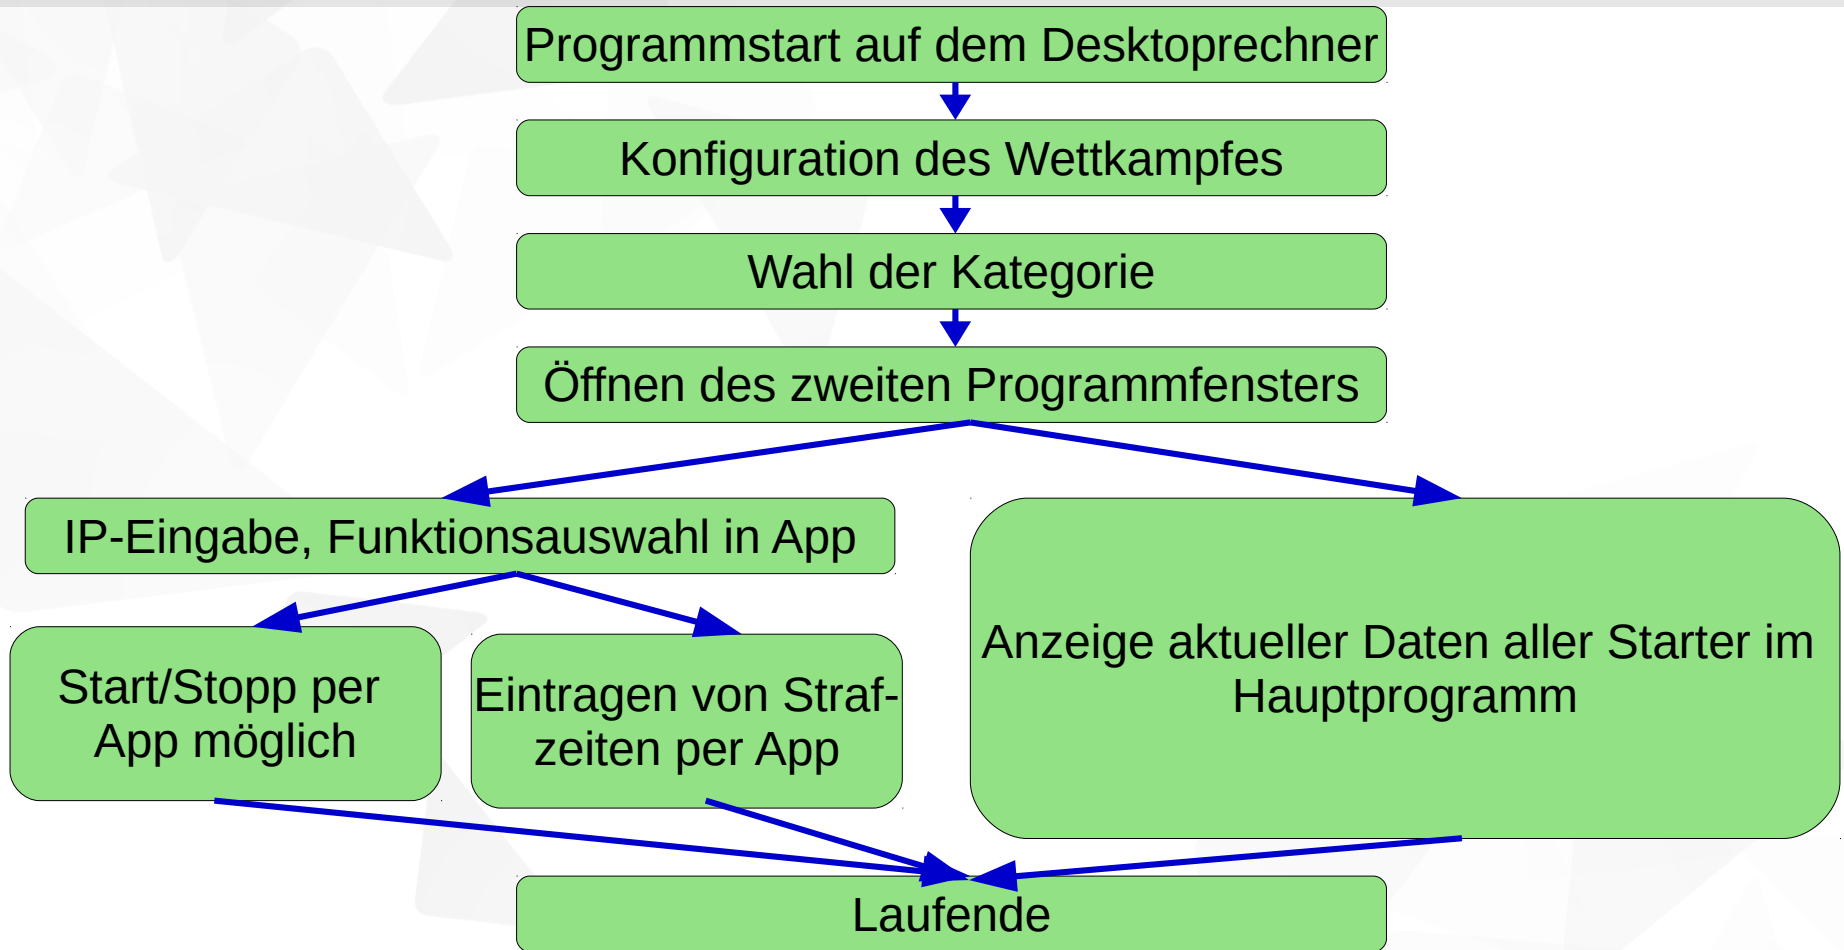 Programmstart auf dem Desktoprechner
Konfiguration des Wettkampfes
Wahl der Kategorie
Öffnen des zweiten Programmfensters
IP-Eingabe, Funktionsauswahl in App
Start/Stopp per
App möglich
Eintragen von Straf-
zeiten per App
Anzeige aktueller Daten aller Starter im
Hauptprogramm
Laufende